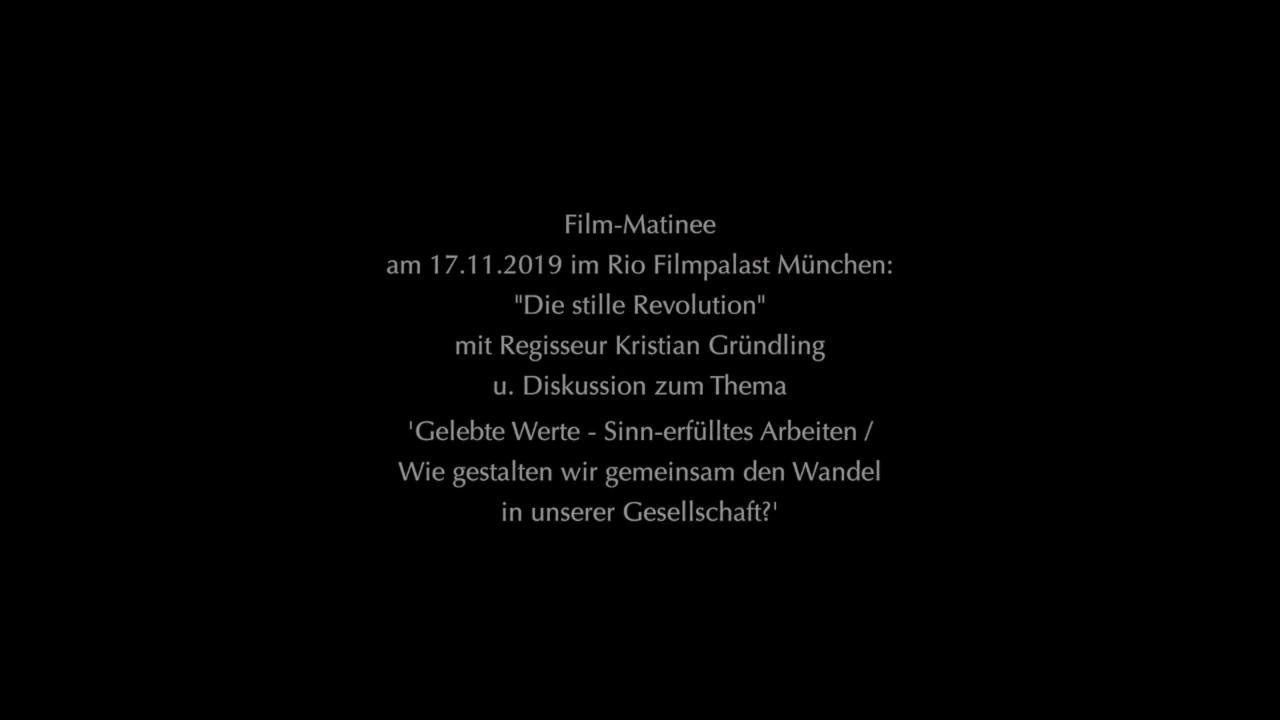 Film-Matinee
am 17.11.2019 im Rio Filmpalast München:
"Die stille Revolution"
mit Regisseur Kristian Gründling
u. Diskussion zum Thema
'Gelebte Werte - Sinn-erfülltes Arbeiten /
Wie gestalten wir gemeinsam den Wandel
in unserer Gesellschaft?'